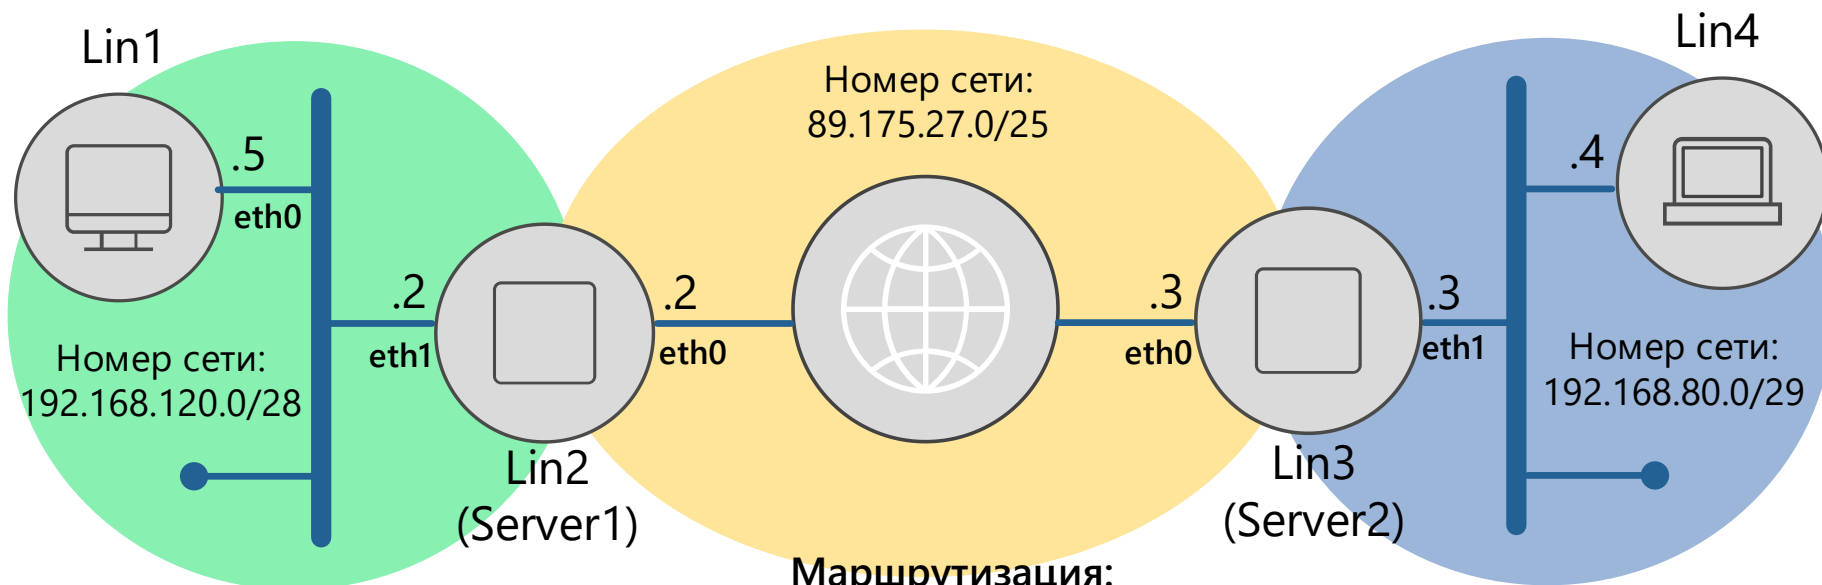 Lin1
Lin4
Номер сети:
89.175.27.0/25
.5
eth0
.4
.2
eth1
.2
eth0
.3
eth0
.3
eth1
Номер сети:
192.168.120.0/28
Номер сети:
192.168.80.0/29
Lin2
(Server1)
Lin3
(Server2)
Маршрутизация: